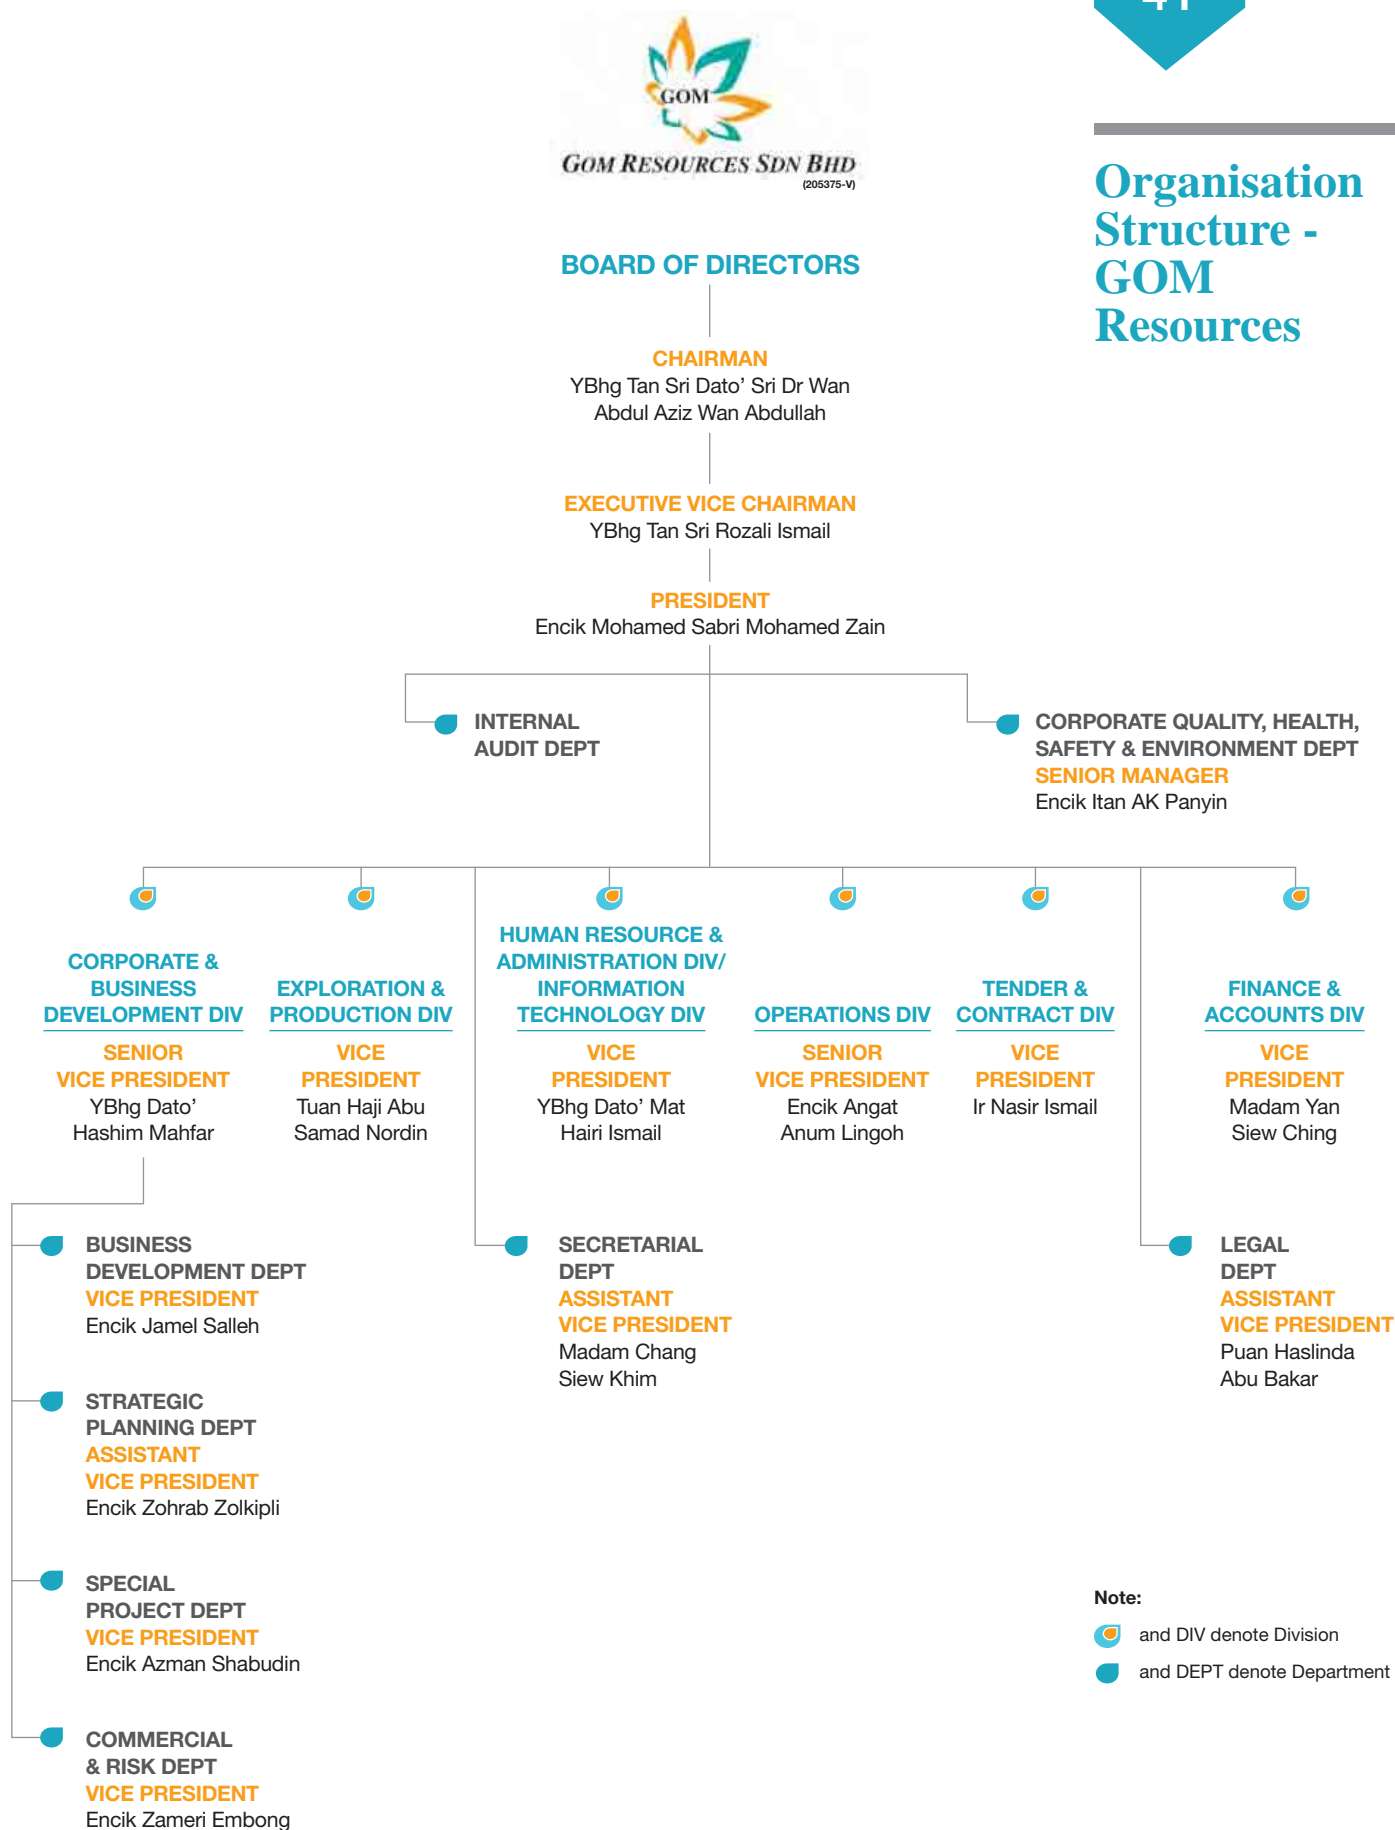 GOM
GOM RESOURCES SDN BHD
(205375-V)
Organisation
Structure -
GOM
Resources
BOARD OF DIRECTORS
CHAIRMAN
YBhg Tan Sri Dato’ Sri Dr Wan
Abdul Aziz Wan Abdullah
EXECUTIVE VICE CHAIRMAN
YBhg Tan Sri Rozali Ismail
PRESIDENT
Encik Mohamed Sabri Mohamed Zain
INTERNAL
AUDIT DEPT
CORPORATE QUALITY, HEALTH,
SAFETY & ENVIRONMENT DEPT
SENIOR MANAGER
Encik Itan AK Panyin
CORPORATE &
BUSINESS
DEVELOPMENT DIV
SENIOR
VICE PRESIDENT
YBhg Dato’
Hashim Mahfar
EXPLORATION &
PRODUCTION DIV
VICE
PRESIDENT
Tuan Haji Abu
Samad Nordin
HUMAN RESOURCE &
ADMINISTRATION DIV/
INFORMATION
TECHNOLOGY DIV
VICE
PRESIDENT
YBhg Dato’ Mat
Hairi Ismail
OPERATIONS DIV
SENIOR
VICE PRESIDENT
Encik Angat
Anum Lingoh
TENDER &
CONTRACT DIV
VICE
PRESIDENT
Ir Nasir Ismail
FINANCE &
ACCOUNTS DIV
VICE
PRESIDENT
Madam Yan
Siew Ching
BUSINESS
DEVELOPMENT DEPT
VICE PRESIDENT
Encik Jamel Salleh
STRATEGIC
PLANNING DEPT
ASSISTANT
VICE PRESIDENT
Encik Zohrab Zolkipli
SPECIAL
PROJECT DEPT
VICE PRESIDENT
Encik Azman Shabudin
COMMERCIAL
& RISK DEPT
VICE PRESIDENT
Encik Zameri Embong
SECRETARIAL
DEPT
ASSISTANT
VICE PRESIDENT
Madam Chang
Siew Khim
LEGAL
DEPT
ASSISTANT
VICE PRESIDENT
Puan Haslinda
Abu Bakar
Note:
and DIV denote Division
and DEPT denote Department